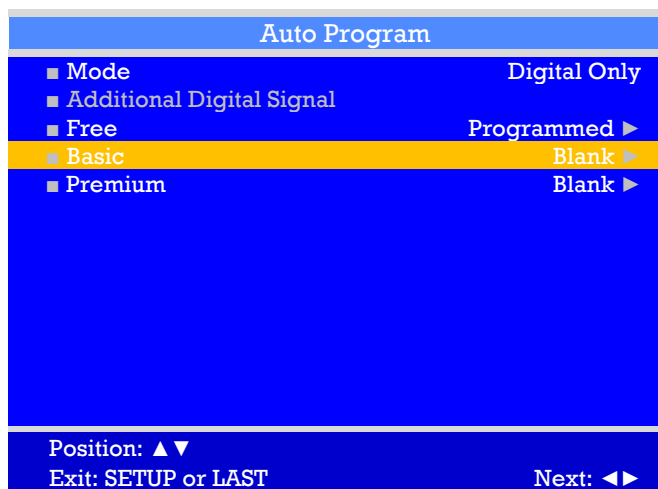 Auto Program
■ Mode Digital Only
■ Additional Digital Signal
■ Free Programmed ►
■ Basic Blank ►
■ Premium Blank ►
Position: ▲▼
Exit: SETUP or LAST Next: ◄►